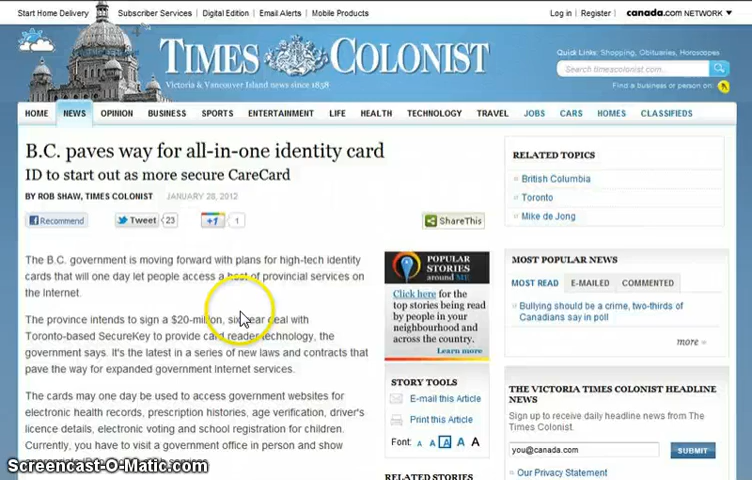 Start Home Delivery Subscriber Services Digital Edition Email Alerts Mobile Products Log in Register canada.com NETWORK
TIMES COLONIST
Victoria & Vancouver Island news since 1858
Quick Links: Shopping, Obituaries, Horoscopes
Search timescolonist.com
Find a business or person on:
HOME NEWS OPINION BUSINESS SPORTS ENTERTAINMENT LIFE HEALTH TECHNOLOGY TRAVEL JOBS CARS HOMES CLASSIFIEDS
B.C. paves way for all-in-one identity card
ID to start out as more secure CareCard
BY ROB SHAW, TIMES COLONIST JANUARY 28, 2012
Recommend Tweet 23 +1 1 ShareThis
The B.C. government is moving forward with plans for high-tech identity
cards that will one day let people access a host of provincial services on
the Internet.
The province intends to sign a $20-million, six-year deal with
Toronto-based SecureKey to provide card reader technology, the
government says. It's the latest in a series of new laws and contracts that
pave the way for expanded government Internet services.
The cards may one day be used to access government websites for
electronic health records, prescription histories, age verification, driver's
licence details, electronic voting and school registration for children.
Currently, you have to visit a government office in person and show
POPULAR
STORIES
around ME
Click here for the
top stories being read
by people in your
neighbourhood and
across the country.
Learn more
STORY TOOLS
E-mail this Article
Print this Article
Font: A A A A A
RELATED STORIES
RELATED TOPICS
British Columbia
Toronto
Mike de Jong
MOST POPULAR NEWS
MOST READ E-MAILED COMMENTED
Bullying should be a crime, two-thirds of
Canadians say in poll
more »
THE VICTORIA TIMES COLONIST HEADLINE
NEWS
Sign up to receive daily headline news from The
Times Colonist.
you@canada.com SUBMIT
Our Privacy Statement
Screencast-O-Matic.com